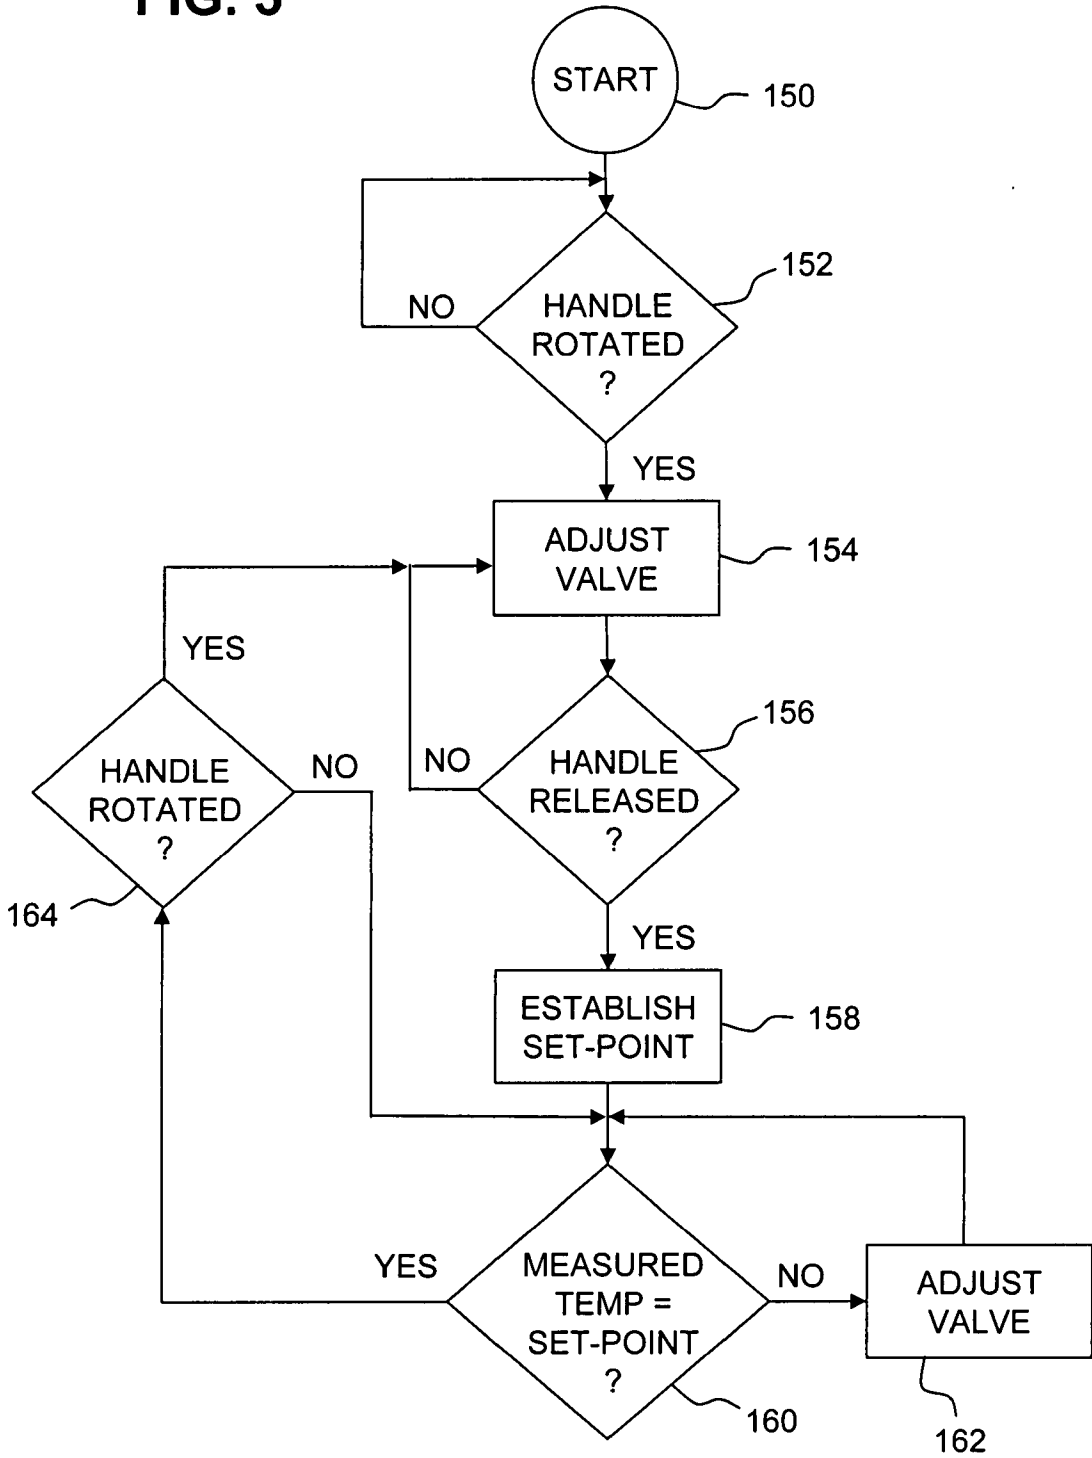 START
150
152
NO
HANDLE
ROTATED
?
YES
ADJUST
VALVE
154
YES
156
HANDLE
ROTATED
?
NO
NO
HANDLE
RELEASED
?
164
YES
ESTABLISH
SET-POINT
158
YES
MEASURED
TEMP =
SET-POINT
?
NO
ADJUST
VALVE
160
162